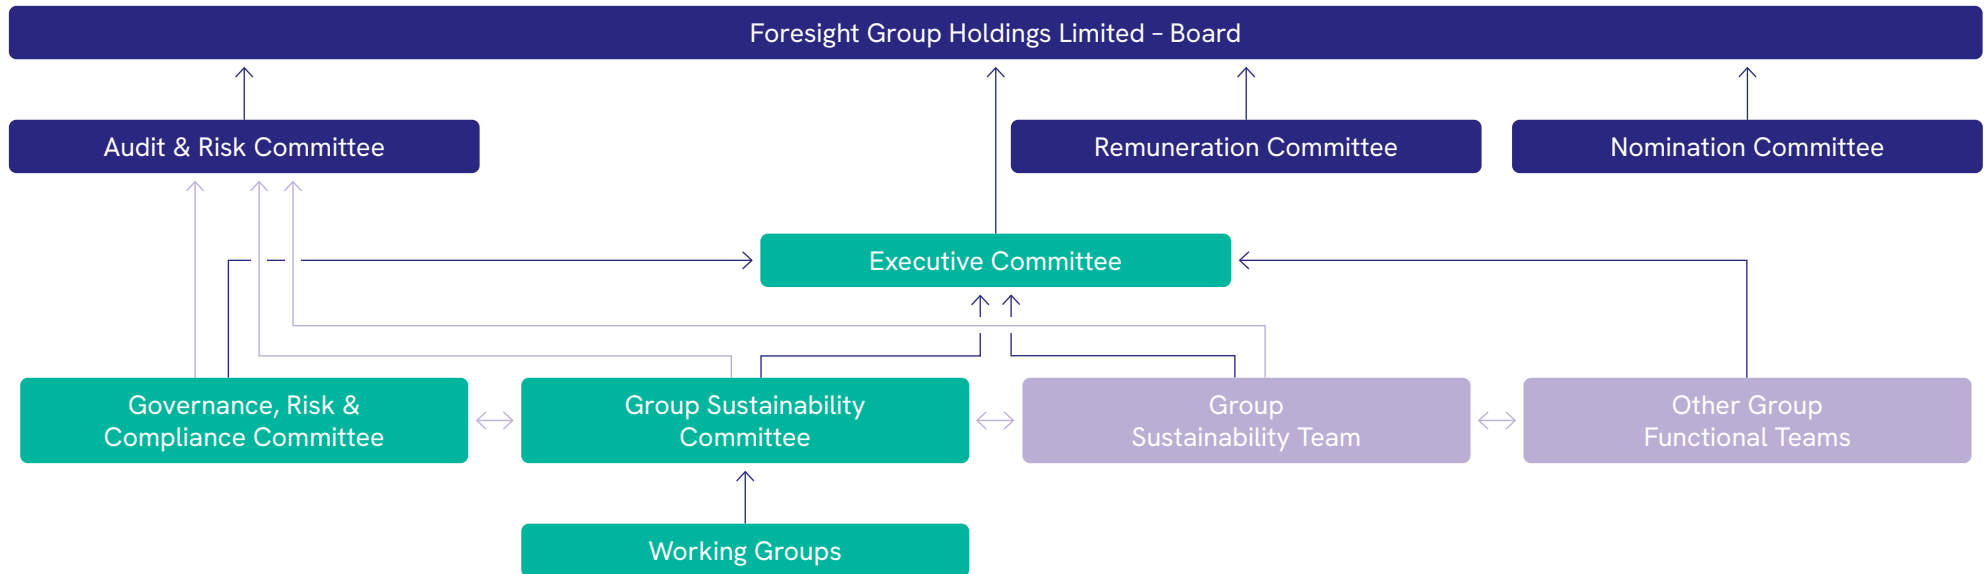 Foresight Group Holdings Limited – Board
Audit & Risk Committee
Remuneration Committee
Nomination Committee
Executive Committee
Governance, Risk &
Compliance Committee
Group Sustainability
Committee
Group
Sustainability Team
Other Group
Functional Teams
Working Groups